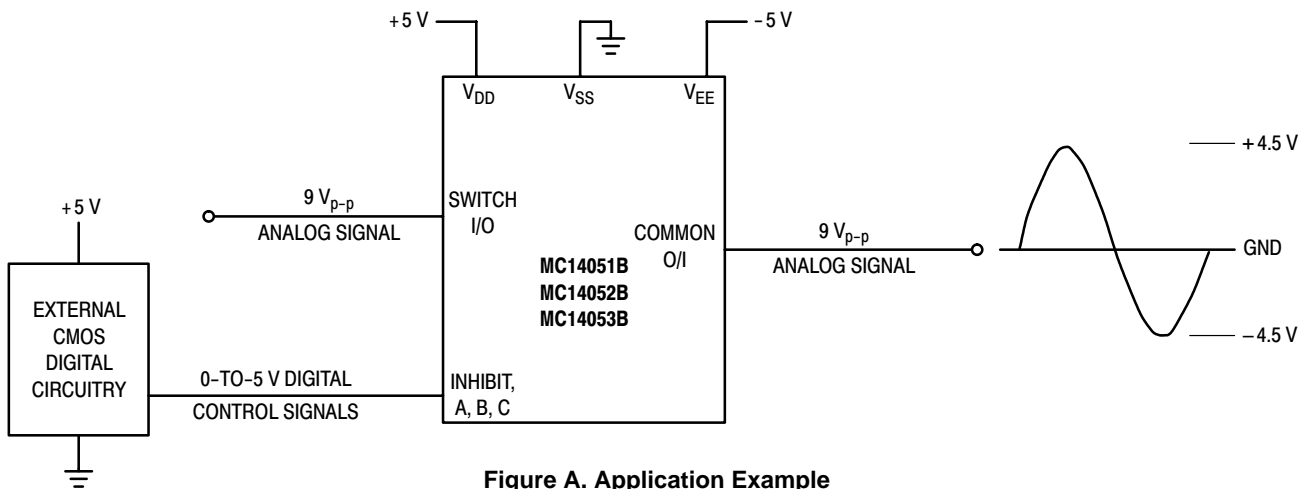 +5 V
−5 V
V_DD
V_SS
V_EE
+4.5 V
9 V_p-p
SWITCH
I/O
+5 V
ANALOG SIGNAL
COMMON
O/I
9 V_p-p
ANALOG SIGNAL
GND
MC14051B
MC14052B
MC14053B
EXTERNAL
CMOS
DIGITAL
CIRCUITRY
−4.5 V
0-TO-5 V DIGITAL
CONTROL SIGNALS
INHIBIT,
A, B, C
Figure A. Application Example